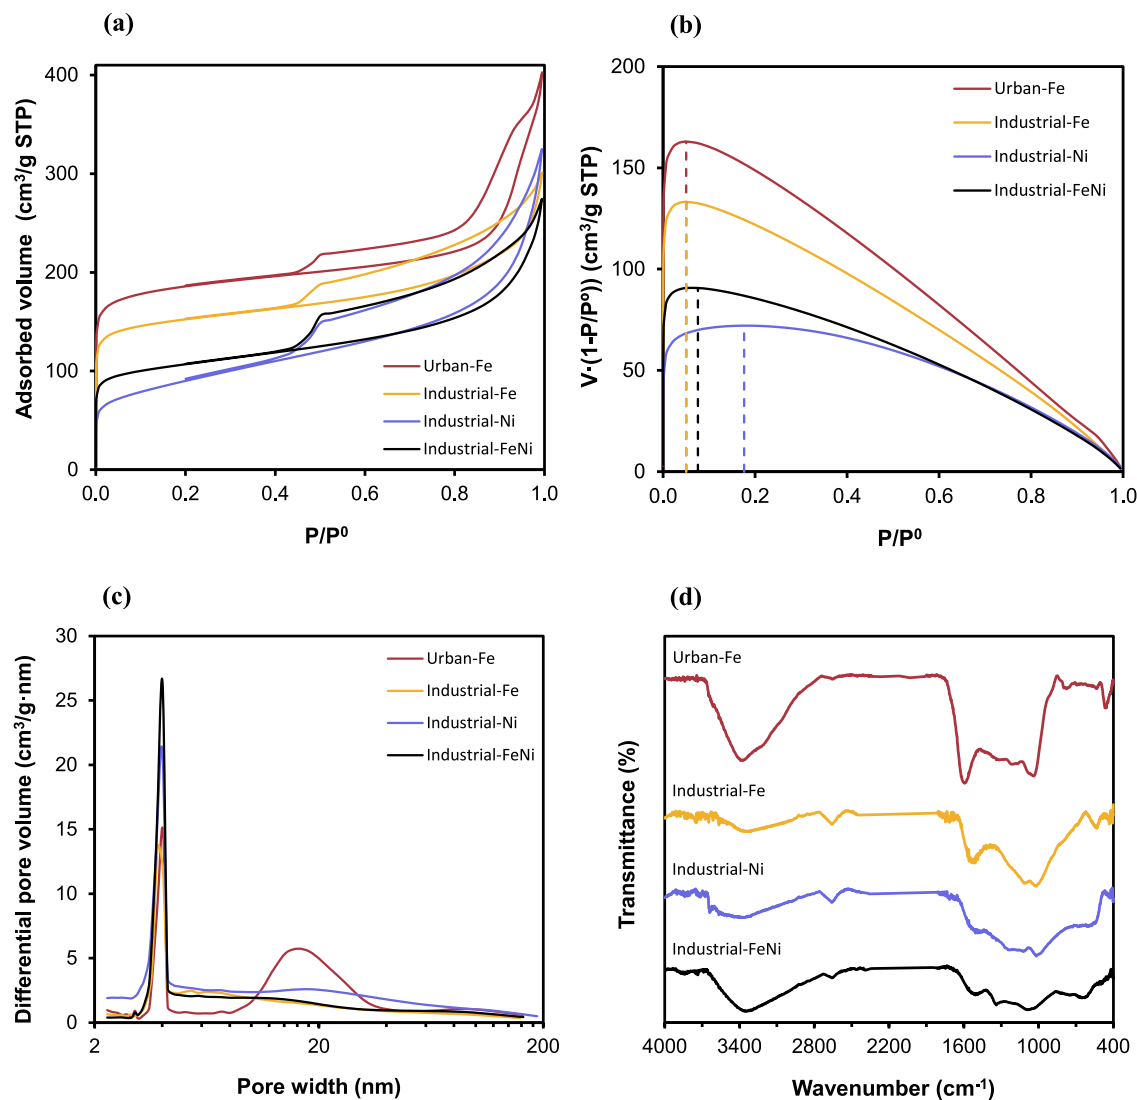 (a)
Adsorbed volume (cm³/g STP)
400
300
200
100
0
0.0 0.2 0.4 0.6 0.8 1.0
P/P⁰
Urban-Fe
Industrial-Fe
Industrial-Ni
Industrial-FeNi
(b)
V·(1-P/P⁰)) (cm³/g STP)
200
150
100
50
0
0.0 0.2 0.4 0.6 0.8 1.0
P/P⁰
Urban-Fe
Industrial-Fe
Industrial-Ni
Industrial-FeNi
(c)
Differential pore volume (cm³/g·nm)
30
25
20
15
10
5
0
2 20 200
Pore width (nm)
Urban-Fe
Industrial-Fe
Industrial-Ni
Industrial-FeNi
(d)
Transmittance (%)
Urban-Fe
Industrial-Fe
Industrial-Ni
Industrial-FeNi
4000 3400 2800 2200 1600 1000 400
Wavenumber (cm⁻¹)